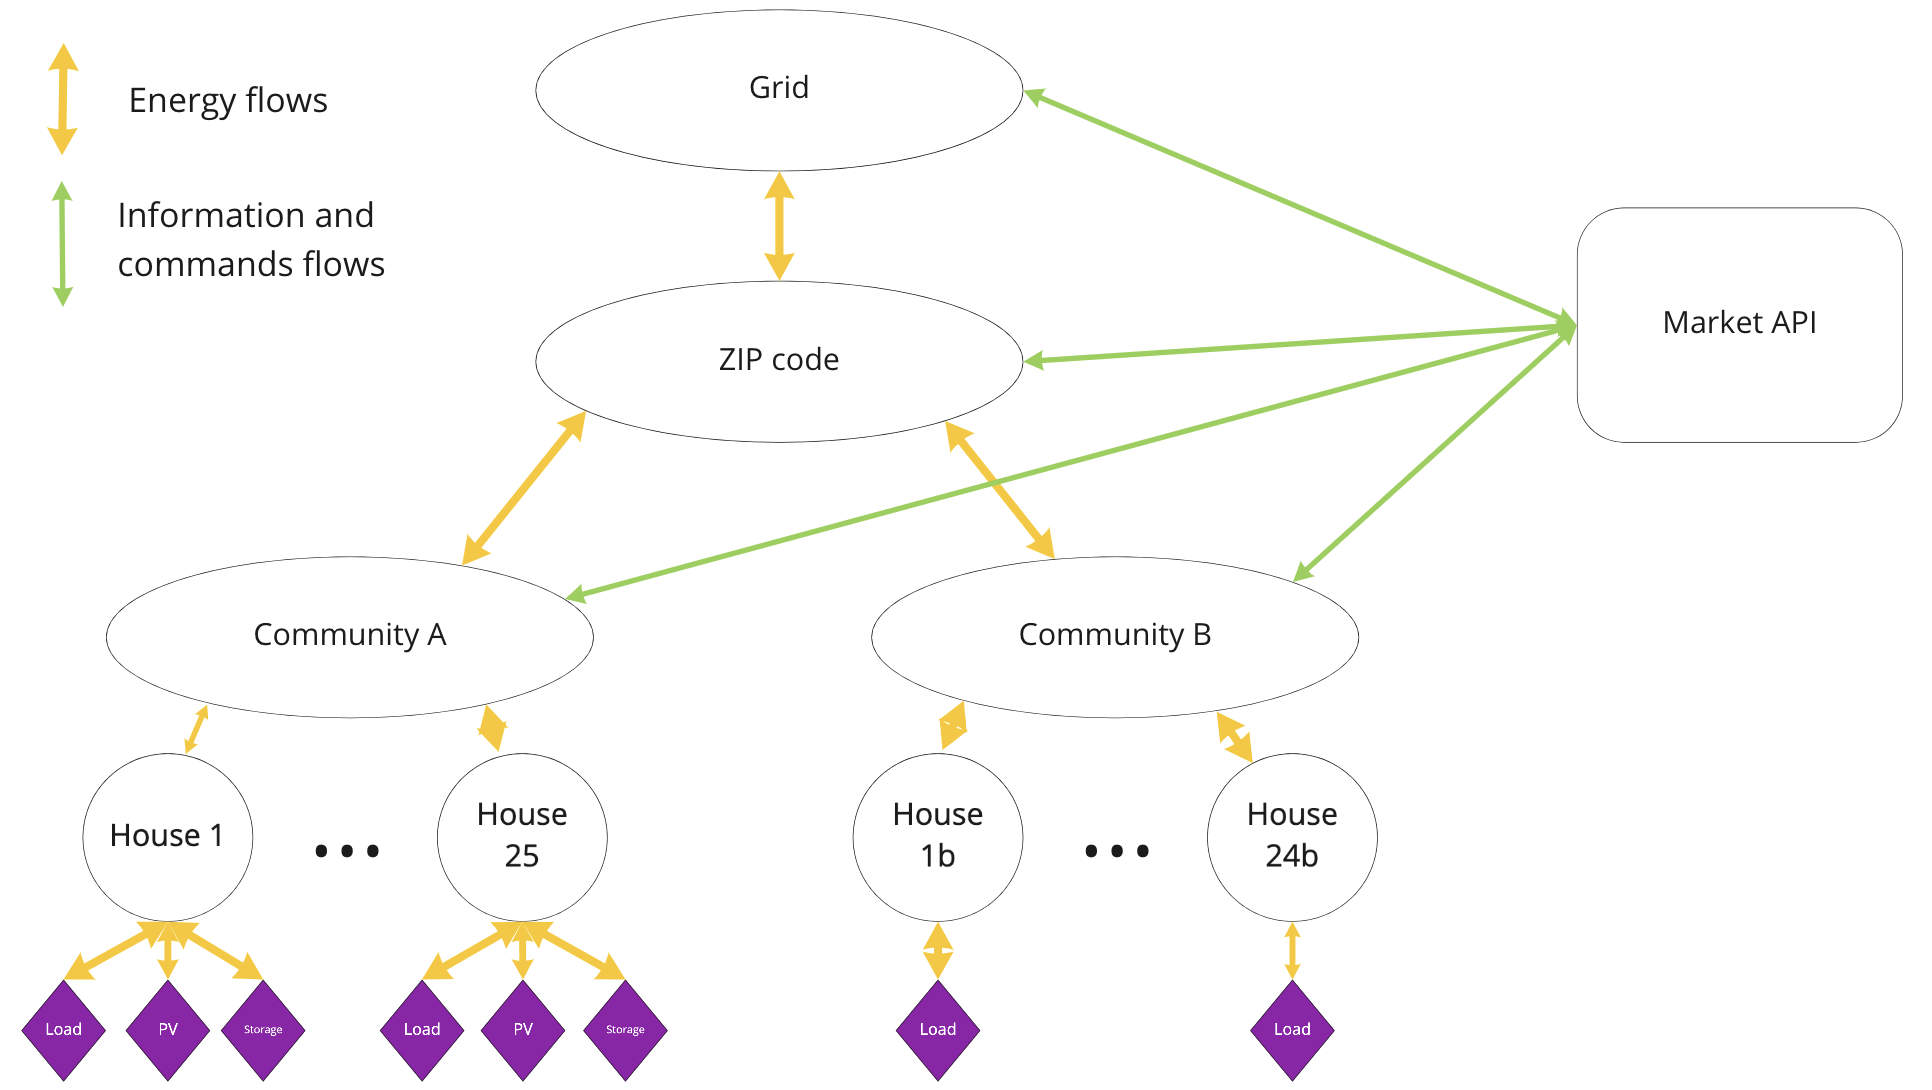 Grid
Energy flows
Information and
commands flows
Market API
ZIP code
Community A
Community B
House 1
...
House
25
House
1b
...
House
24b
Load
PV
Storage
Load
PV
Storage
Load
Load